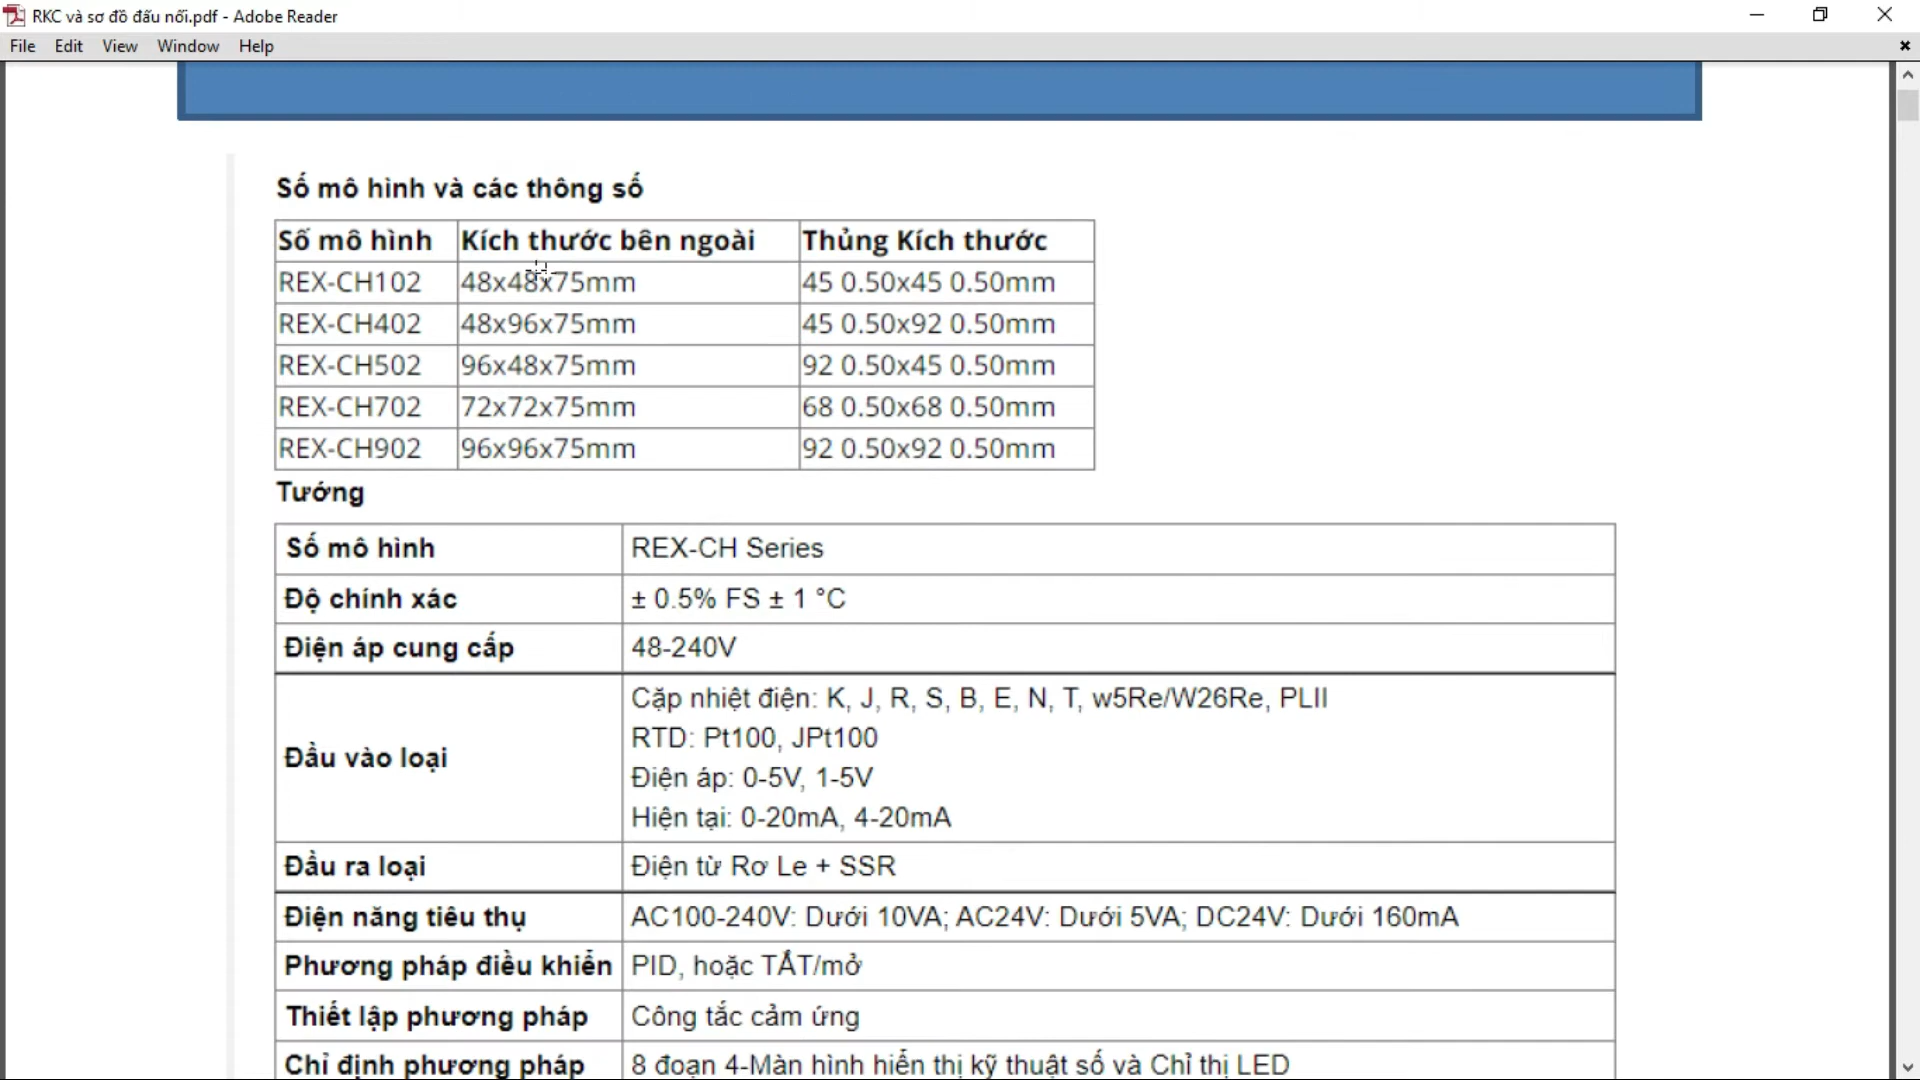 RKC và sơ đồ đấu nối.pdf - Adobe Reader
File Edit View Window Help
Số mô hình và các thông số
Số mô hình Kích thước bên ngoài Thủng Kích thước
REX-CH102 48x48x75mm 45 0.50x45 0.50mm
REX-CH402 48x96x75mm 45 0.50x92 0.50mm
REX-CH502 96x48x75mm 92 0.50x45 0.50mm
REX-CH702 72x72x75mm 68 0.50x68 0.50mm
REX-CH902 96x96x75mm 92 0.50x92 0.50mm
Tướng
Số mô hình REX-CH Series
Độ chính xác ± 0.5% FS ± 1 °C
Điện áp cung cấp 48-240V
Đầu vào loại
Cặp nhiệt điện: K, J, R, S, B, E, N, T, w5Re/W26Re, PLII
RTD: Pt100, JPt100
Điện áp: 0-5V, 1-5V
Hiện tại: 0-20mA, 4-20mA
Đầu ra loại Điện từ Rơ Le + SSR
Điện năng tiêu thụ AC100-240V: Dưới 10VA; AC24V: Dưới 5VA; DC24V: Dưới 160mA
Phương pháp điều khiển PID, hoặc TẮT/mở
Thiết lập phương pháp Công tắc cảm ứng
Chỉ định phương pháp 8 đoạn 4-Màn hình hiển thị kỹ thuật số và Chỉ thị LED